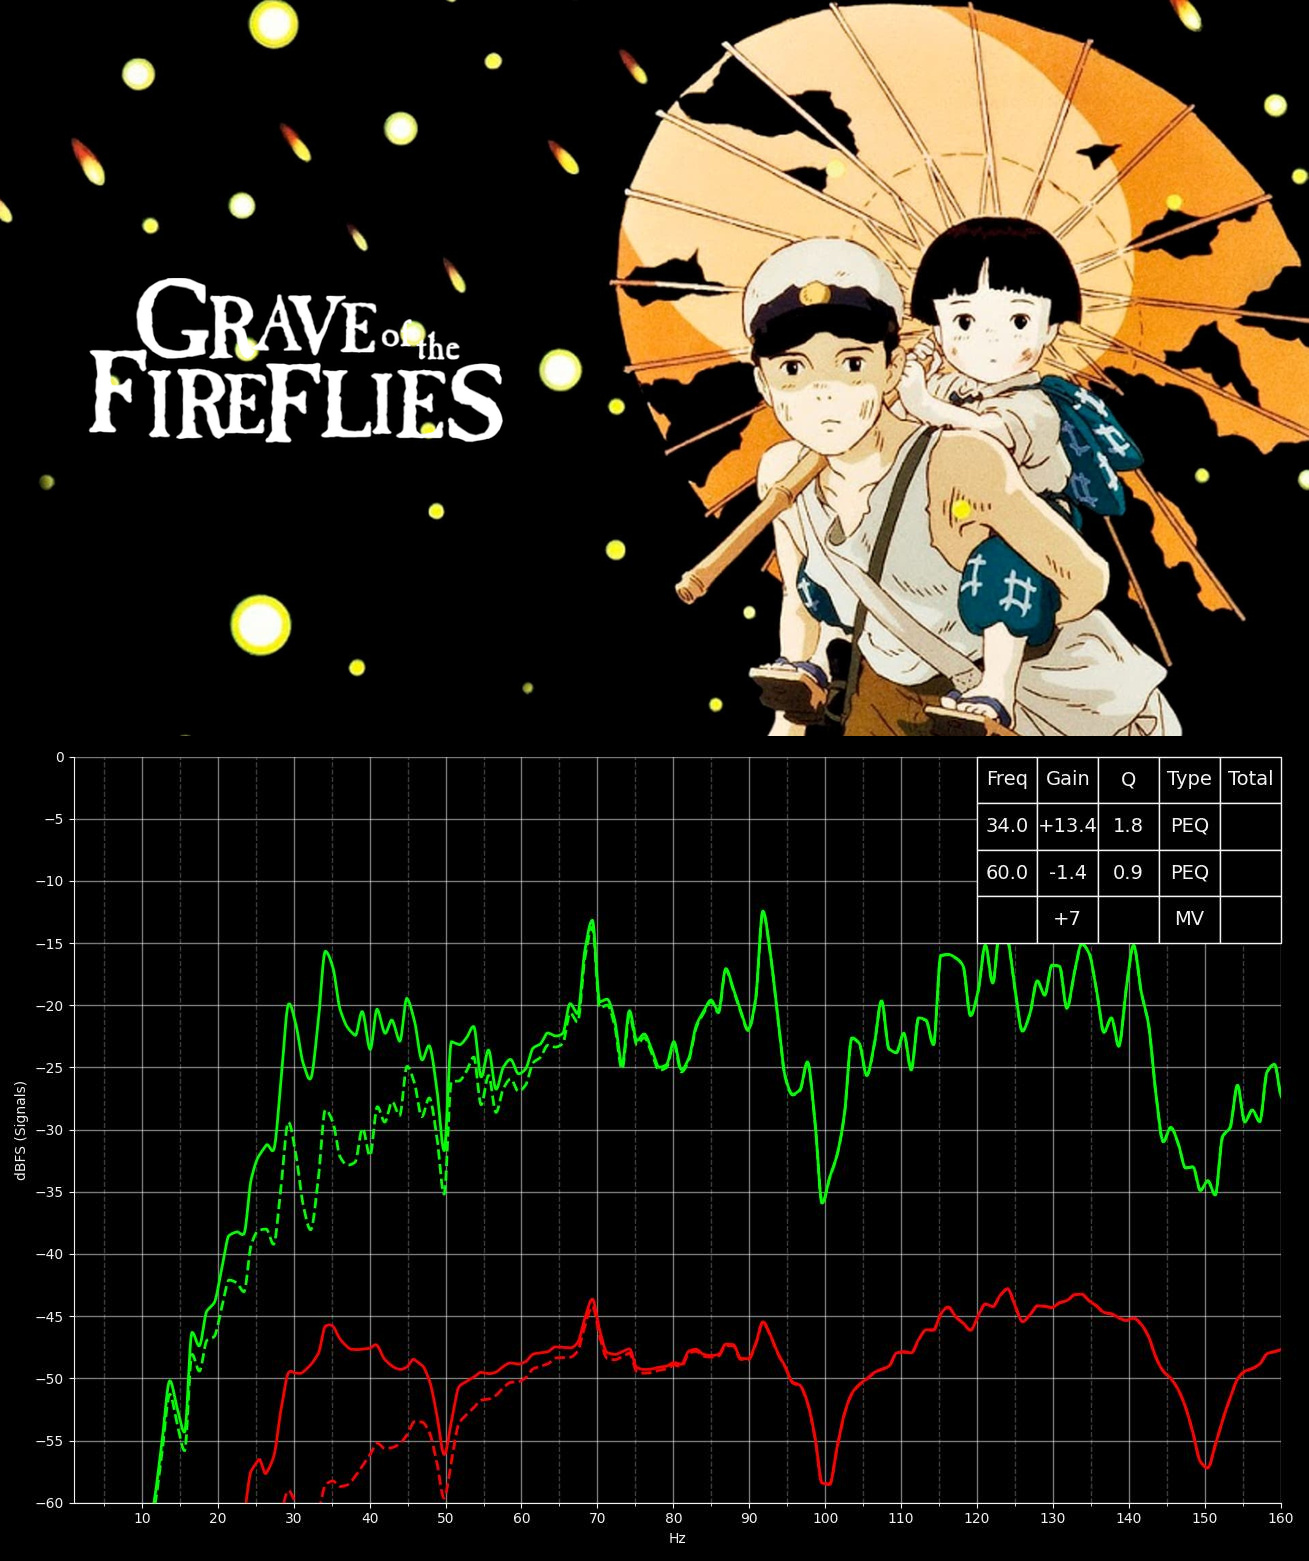 GRAVE of the
FIREFLIES
Freq Gain Q Type Total
34.0 +13.4 1.8 PEQ
60.0 -1.4 0.9 PEQ
+7 MV
0
−5
−10
−15
−20
−25
−30
−35
−40
−45
−50
−55
−60
dBFS (Signals)
10 20 30 40 50 60 70 80 90 100 110 120 130 140 150 160
Hz